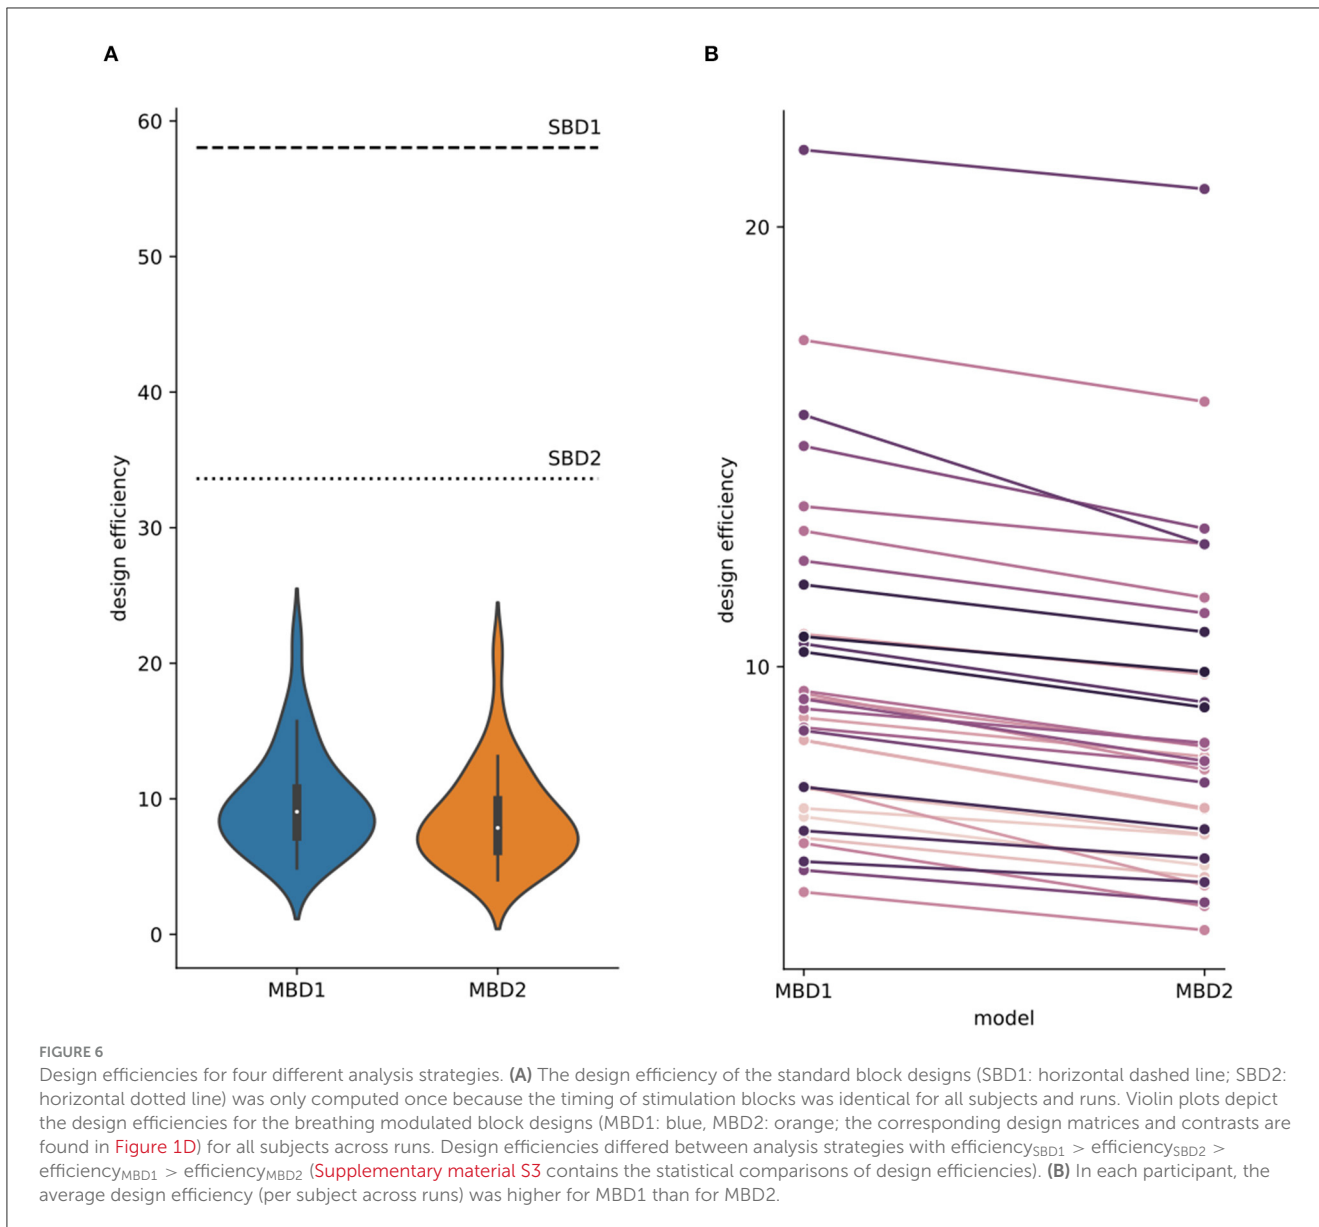 A
B
60
50
40
30
20
10
0
design efficiency
SBD1
SBD2
MBD1
MBD2
20
10
design efficiency
MBD1
MBD2
model
FIGURE 6
Design efficiencies for four different analysis strategies. (A) The design efficiency of the standard block designs (SBD1: horizontal dashed line; SBD2:
horizontal dotted line) was only computed once because the timing of stimulation blocks was identical for all subjects and runs. Violin plots depict
the design efficiencies for the breathing modulated block designs (MBD1: blue, MBD2: orange; the corresponding design matrices and contrasts are
found in Figure 1D) for all subjects across runs. Design efficiencies differed between analysis strategies with efficiencySBD1 > efficiencySBD2 >
efficiencyMBD1 > efficiencyMBD2 (Supplementary material S3 contains the statistical comparisons of design efficiencies). (B) In each participant, the
average design efficiency (per subject across runs) was higher for MBD1 than for MBD2.